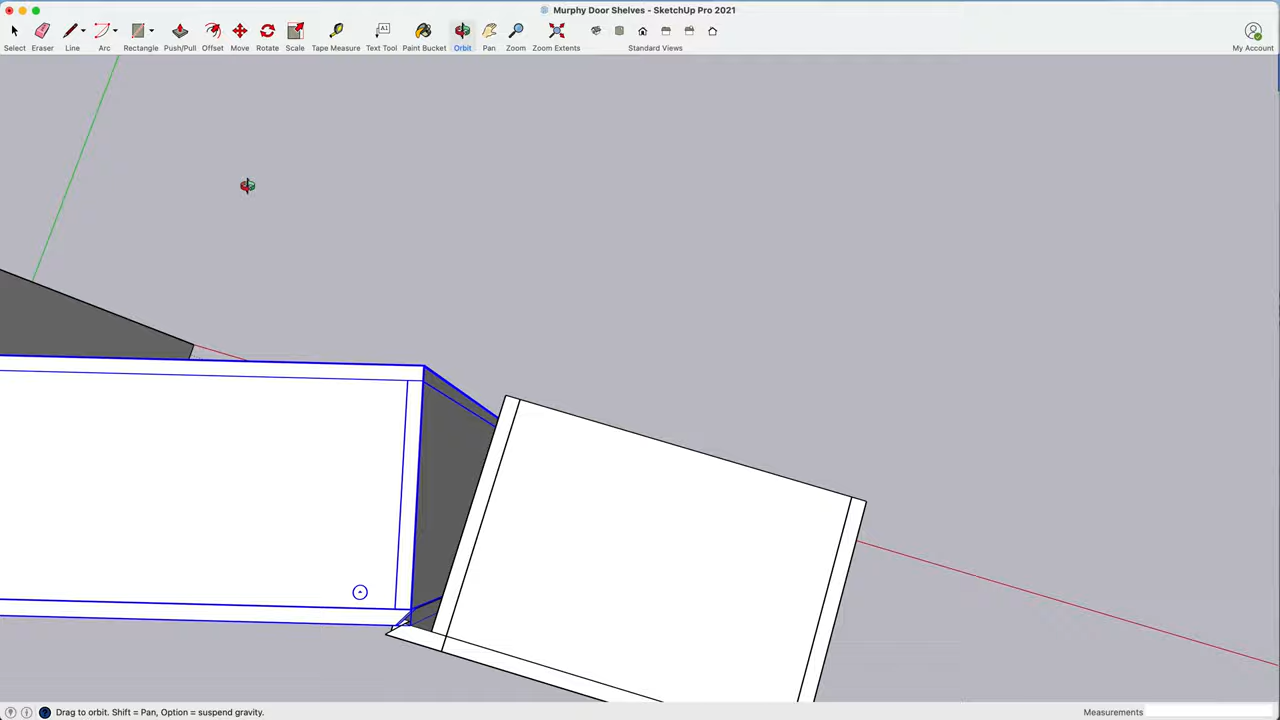 Murphy Door Shelves - SketchUp Pro 2021
Select Eraser Line Arc Rectangle Push/Pull Offset Move Rotate Scale Tape Measure Text Tool Paint Bucket Orbit Pan Zoom Zoom Extents Standard Views My Account
Drag to orbit. Shift = Pan, Option = suspend gravity. Measurements